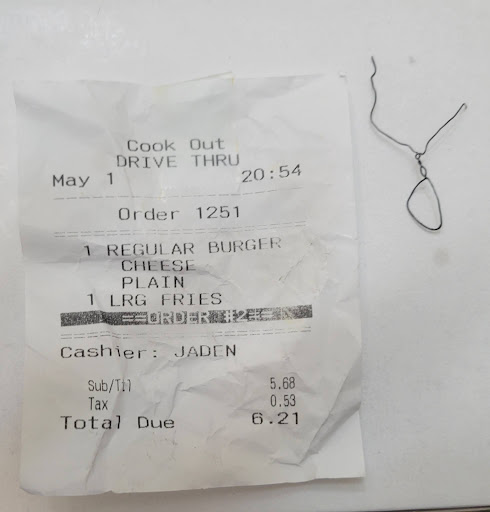 Cook Out
DRIVE THRU
May 1 20:54
Order 1251
1 REGULAR BURGER
CHEESE
PLAIN
1 LRG FRIES
==ORDER #2==
Cashier: JADEN
Sub/Ttl 5.68
Tax 0.53
Total Due 6.21